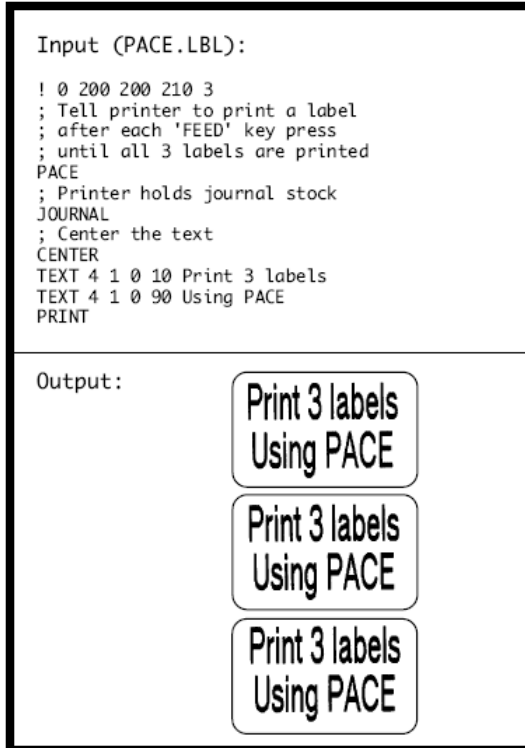 Input (PACE.LBL):
! 0 200 200 210 3
; Tell printer to print a label
; after each 'FEED' key press
; until all 3 labels are printed
PACE
; Printer holds journal stock
JOURNAL
; Center the text
CENTER
TEXT 4 1 0 10 Print 3 labels
TEXT 4 1 0 90 Using PACE
PRINT
Output:
Print 3 labels
Using PACE
Print 3 labels
Using PACE
Print 3 labels
Using PACE